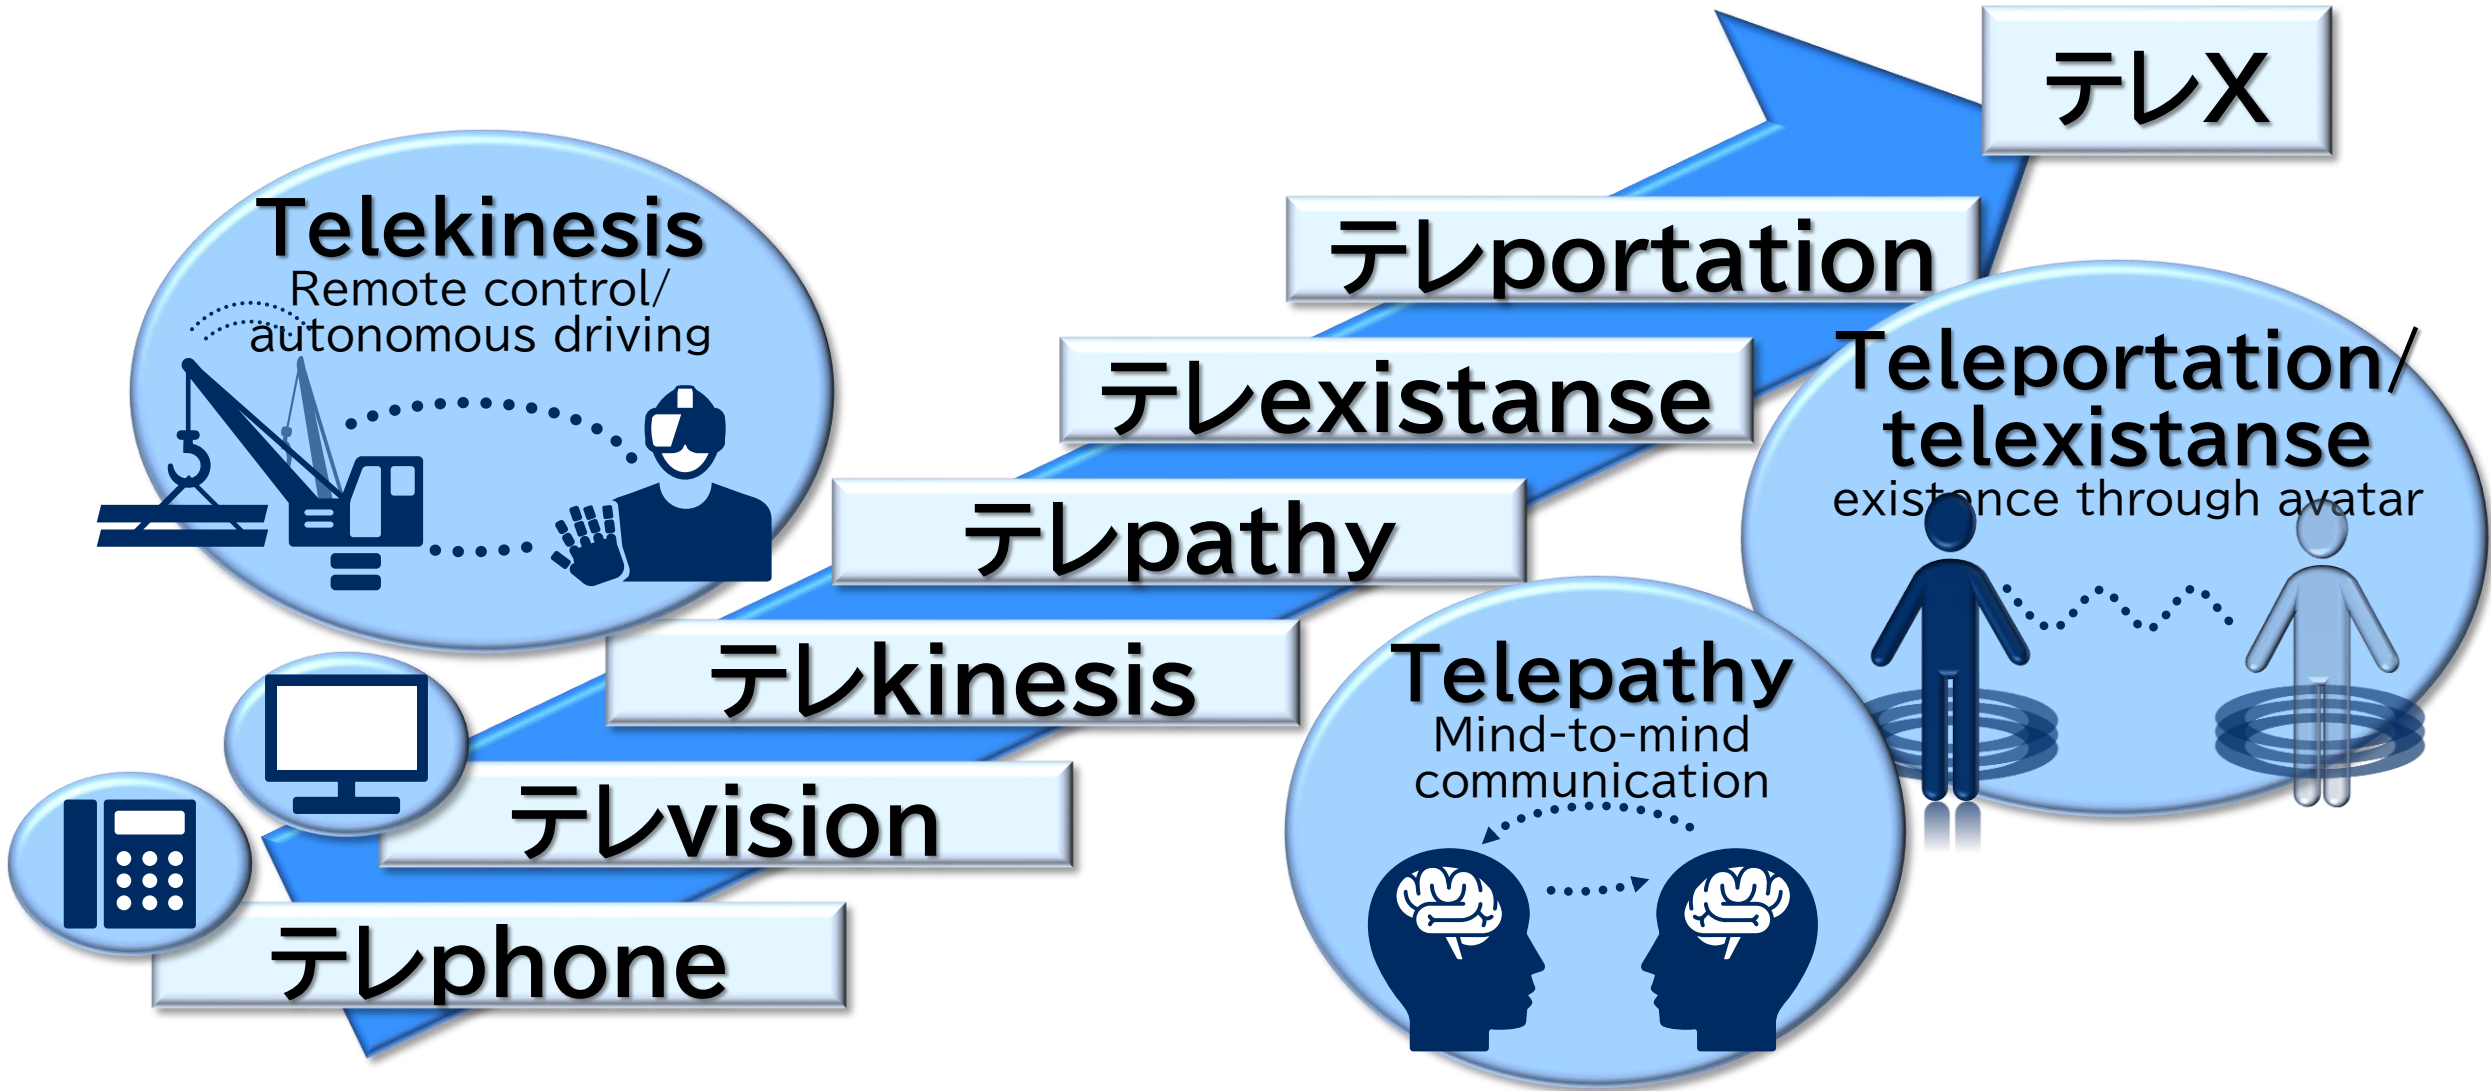 テレX
テレportation
テレexistanse
テレpathy
テレkinesis
テレvision
テレphone
Telekinesis
Remote control/
autonomous driving
Telepathy
Mind-to-mind
communication
Teleportation/
telexistanse
existence through avatar